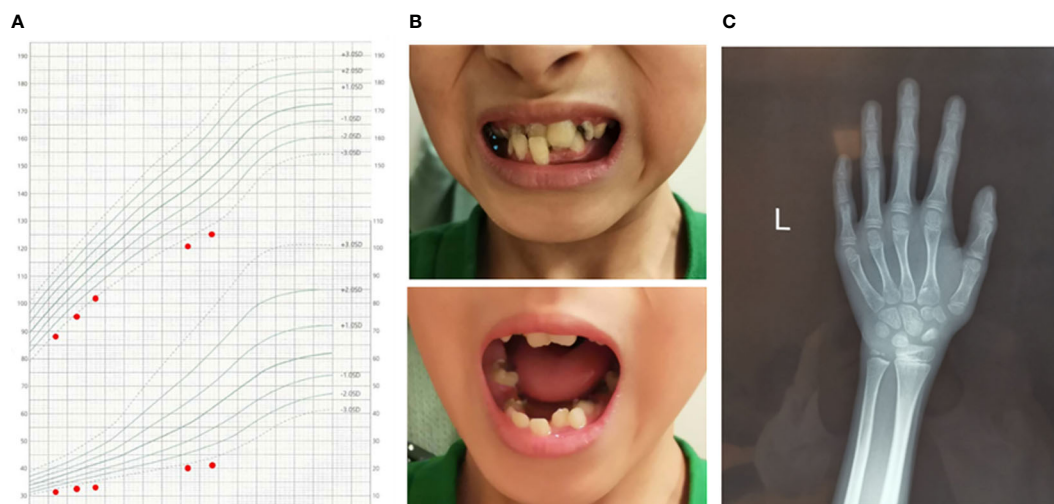 A
B
C
190 +3.0SD 190
+2.0SD
180 +1.0SD 180
170 170
-1.0SD
160 -2.0SD 160
-3.0SD
150 150
140 140
130 110
+3.0SD
120 100
110 90
+2.0SD
100 80
+1.0SD
90 70
80 60
-1.0SD
70 50
-2.0SD
60 -3.0SD 40
50 30
40 20
30 10
L